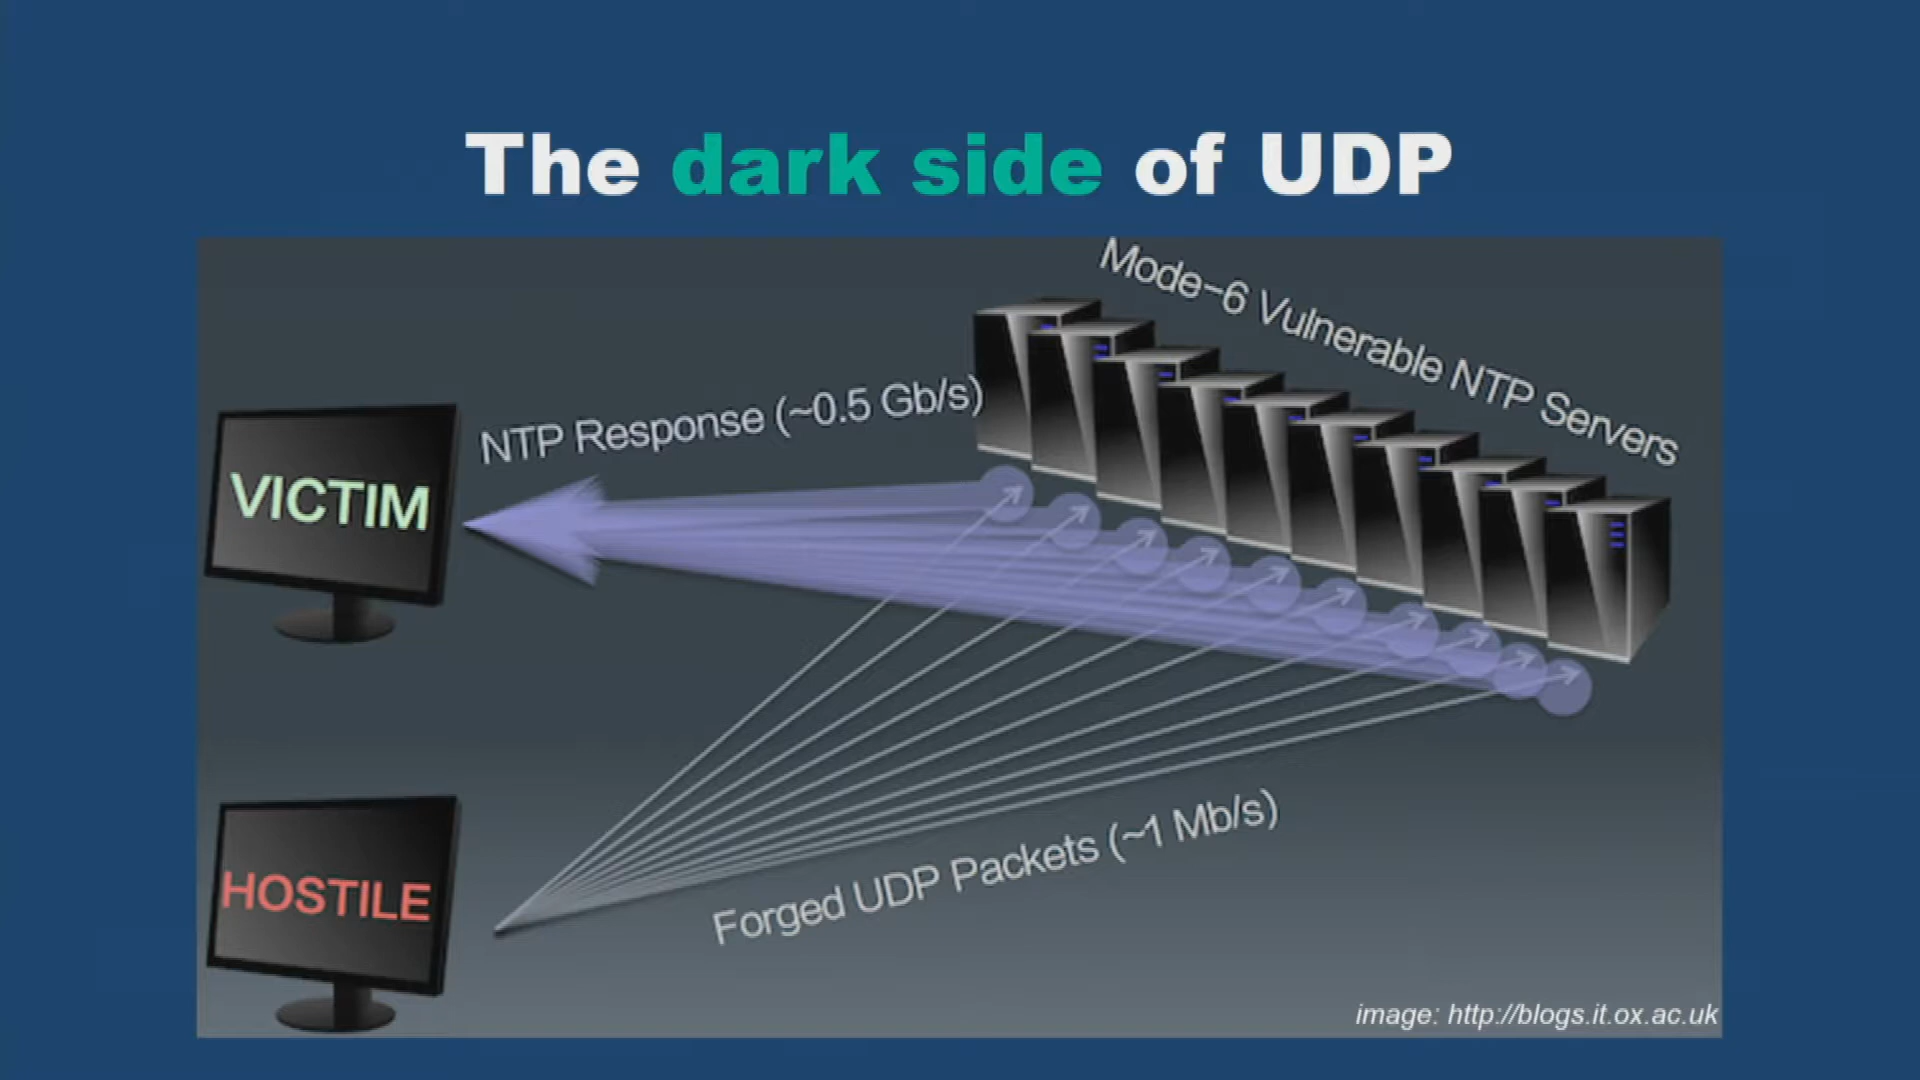 The dark side of UDP
Mode-6 Vulnerable NTP Servers
NTP Response (~0.5 Gb/s)
VICTIM
HOSTILE
Forged UDP Packets (~1 Mb/s)
image: http://blogs.it.ox.ac.uk